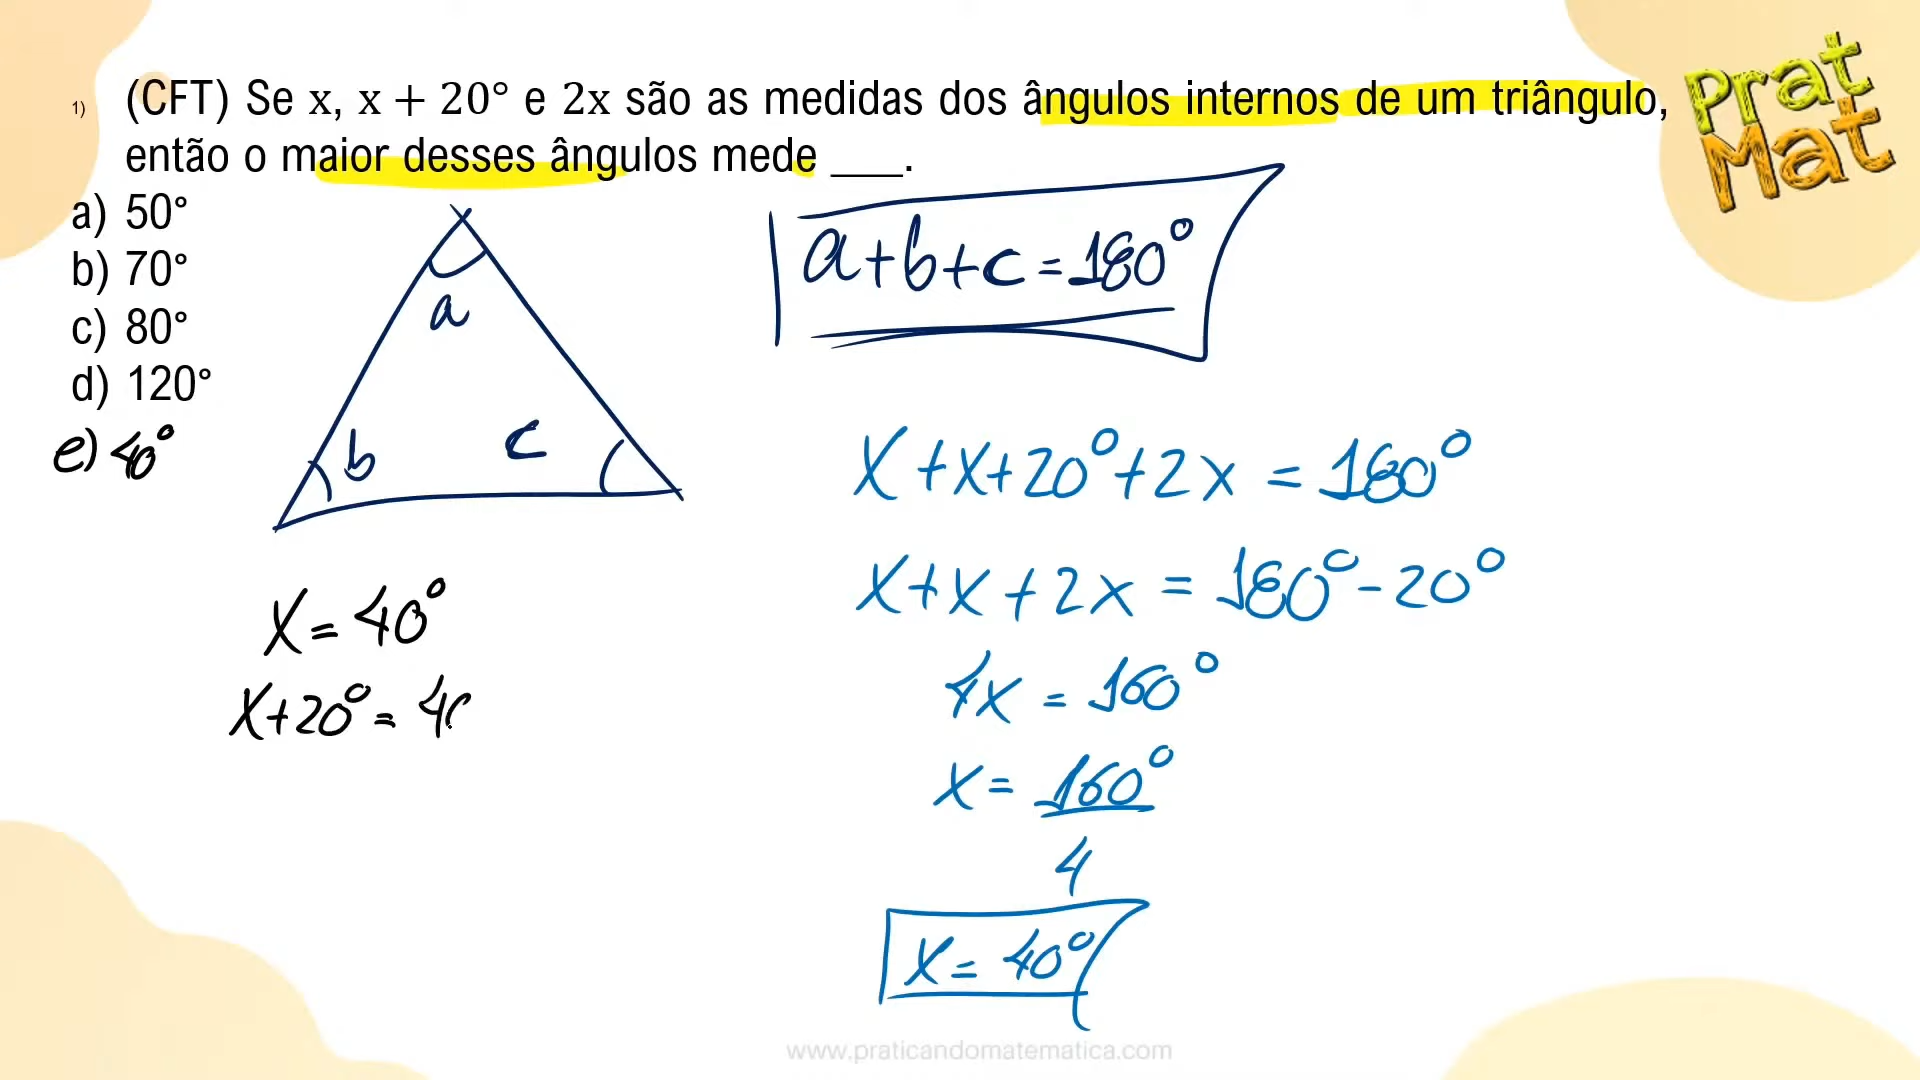 1) (CFT) Se x, x + 20° e 2x são as medidas dos ângulos internos de um triângulo,
então o maior desses ângulos mede ___.
a) 50°
b) 70°
c) 80°
d) 120°
e) 40°
Prat
Mat
a
b
c
a+b+c=180°
x+x+20°+2x=180°
x+x+2x=180°-20°
4x=160°
x=160°
4
x=40°
x=40°
x+20°=40
www.praticandomatematica.com